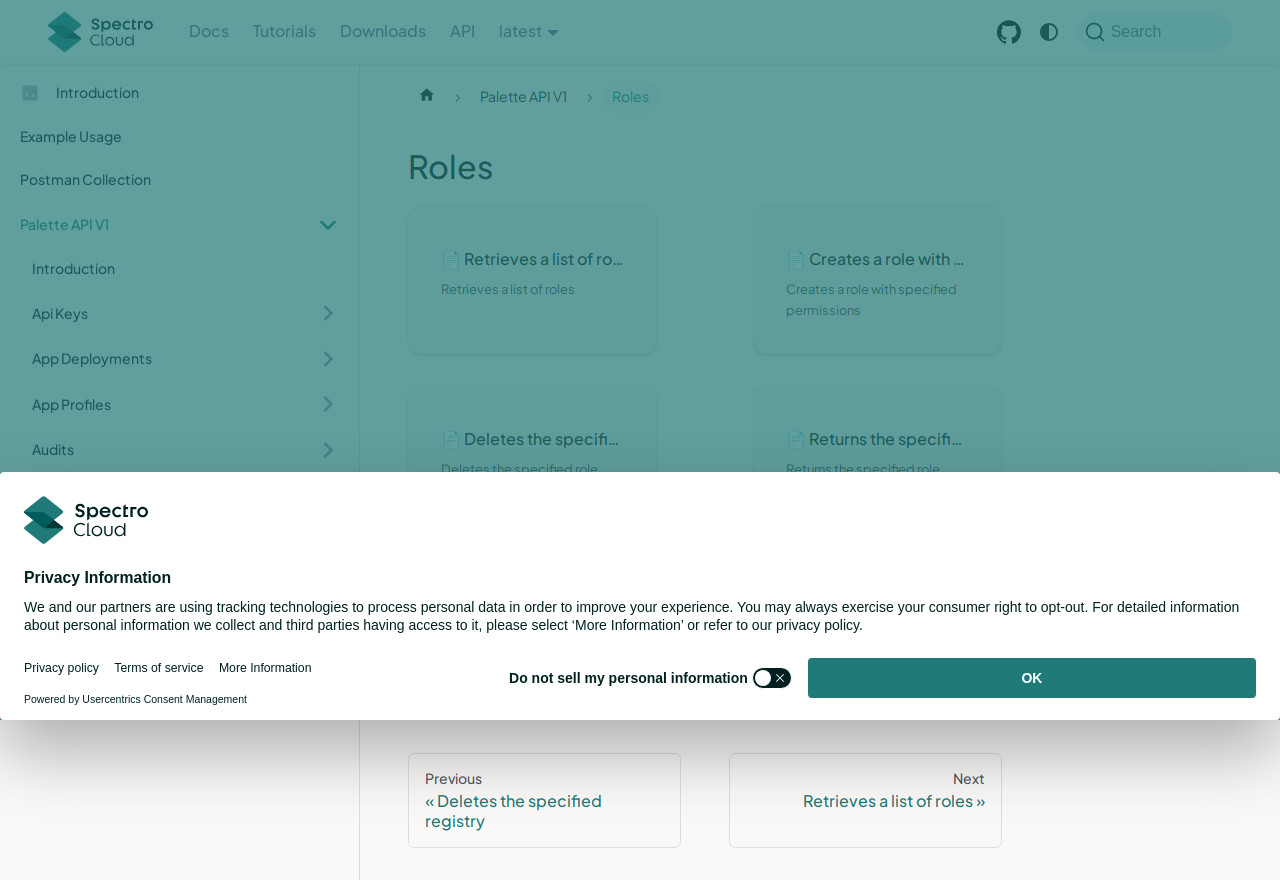 Spectro Cloud
Docs
Tutorials
Downloads
API
latest
Search
Introduction
Example Usage
Postman Collection
Palette API V1
Introduction
Api Keys
App Deployments
App Profiles
Audits
Palette API V1
Roles
Roles
📄 Retrieves a list of ro...
Retrieves a list of roles
📄 Creates a role with ...
Creates a role with specified
permissions
📄 Deletes the specifi...
Deletes the specified role
📄 Returns the specifi...
Returns the specified role
Spectro
Cloud
Privacy Information
We and our partners are using tracking technologies to process personal data in order to improve your experience. You may always exercise your consumer right to opt-out. For detailed information
about personal information we collect and third parties having access to it, please select ‘More Information’ or refer to our privacy policy.
Privacy policy
Terms of service
More Information
Powered by Usercentrics Consent Management
Do not sell my personal information
OK
Previous
« Deletes the specified
registry
Next
Retrieves a list of roles »